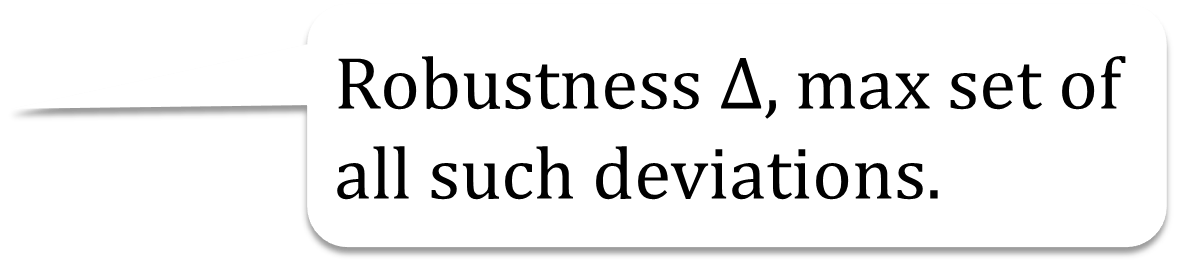 Robustness Δ, max set of
all such deviations.